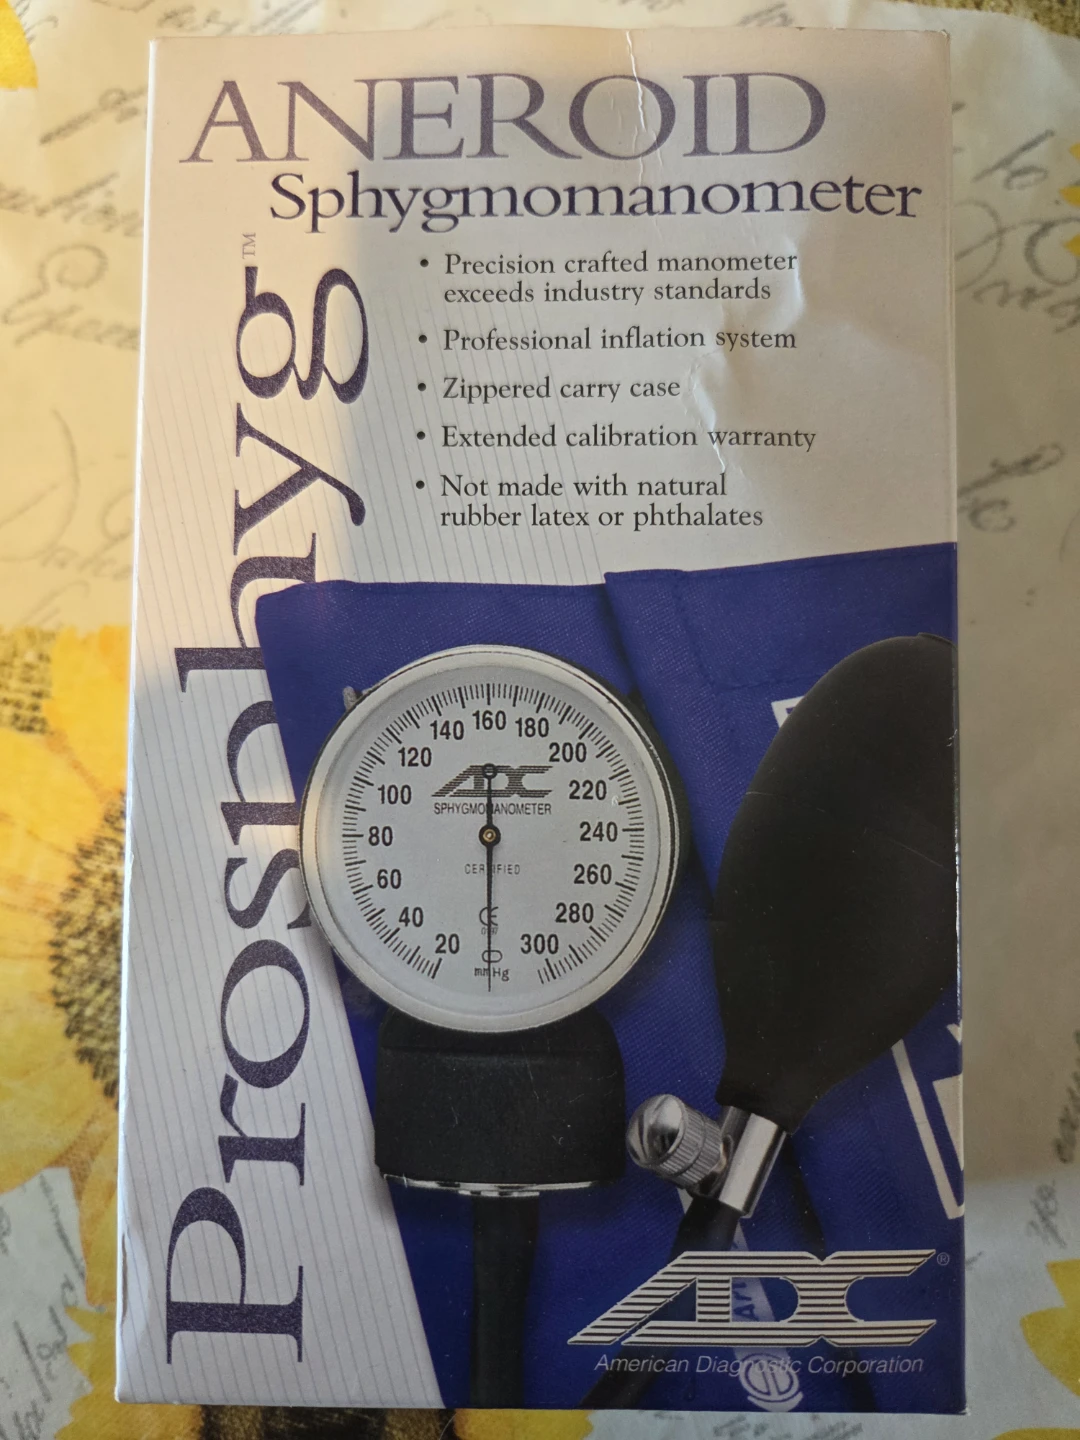 ANEROID
Sphygmomanometer
Prosphyg™
• Precision crafted manometer
exceeds industry standards
• Professional inflation system
• Zippered carry case
• Extended calibration warranty
• Not made with natural
rubber latex or phthalates
20
40
60
80
100
120
140
160
180
200
220
240
260
280
300
ADC
SPHYGMOMANOMETER
CERTIFIED
CE
mmHg
ADC®
American Diagnostic Corporation